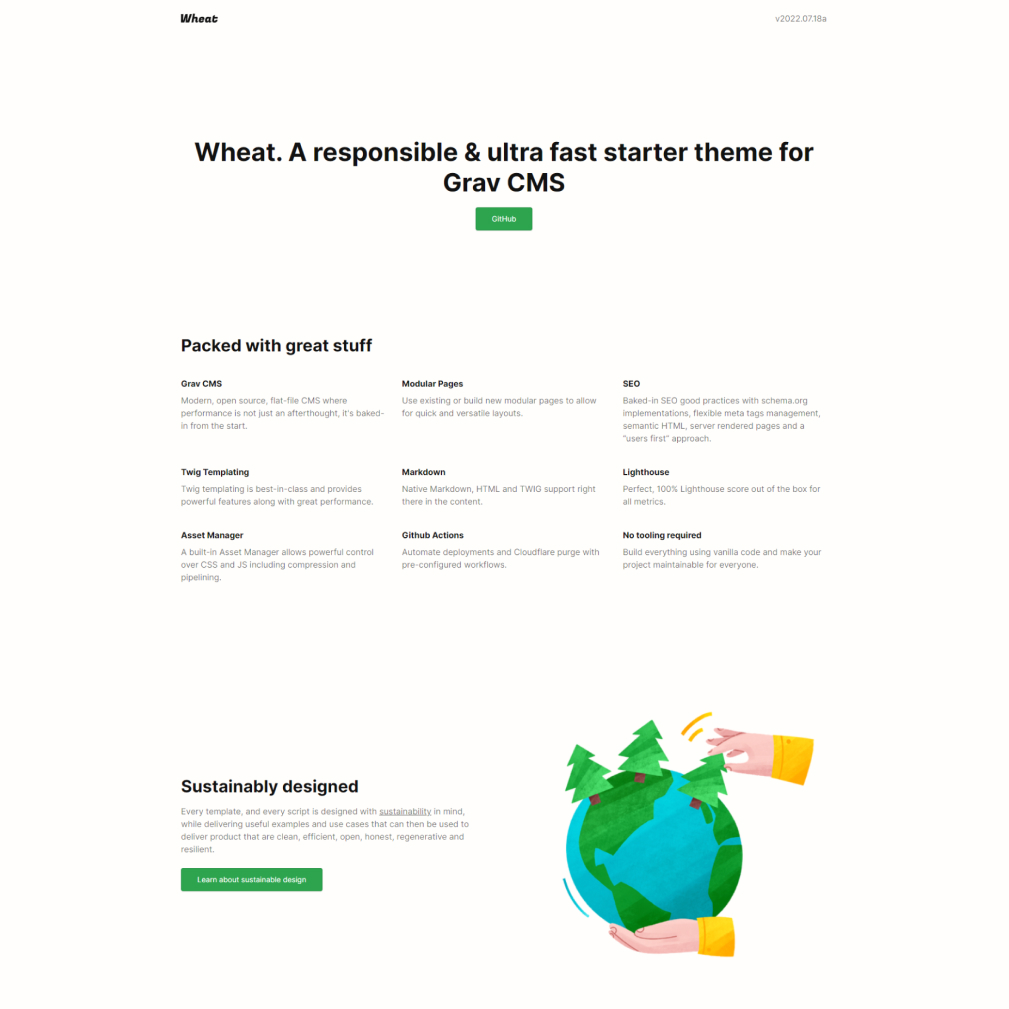 Wheat
v2022.07.18a
Wheat. A responsible & ultra fast starter theme for
Grav CMS
GitHub
Packed with great stuff
Grav CMS
Modern, open source, flat-file CMS where
performance is not just an afterthought, it's baked-
in from the start.
Modular Pages
Use existing or build new modular pages to allow
for quick and versatile layouts.
SEO
Baked-in SEO good practices with schema.org
implementations, flexible meta tags management,
semantic HTML, server rendered pages and a
"users first" approach.
Twig Templating
Twig templating is best-in-class and provides
powerful features along with great performance.
Markdown
Native Markdown, HTML and TWIG support right
there in the content.
Lighthouse
Perfect, 100% Lighthouse score out of the box for
all metrics.
Asset Manager
A built-in Asset Manager allows powerful control
over CSS and JS including compression and
pipelining.
Github Actions
Automate deployments and Cloudflare purge with
pre-configured workflows.
No tooling required
Build everything using vanilla code and make your
project maintainable for everyone.
Sustainably designed
Every template, and every script is designed with sustainability in mind,
while delivering useful examples and use cases that can then be used to
deliver product that are clean, efficient, open, honest, regenerative and
resilient.
Learn about sustainable design